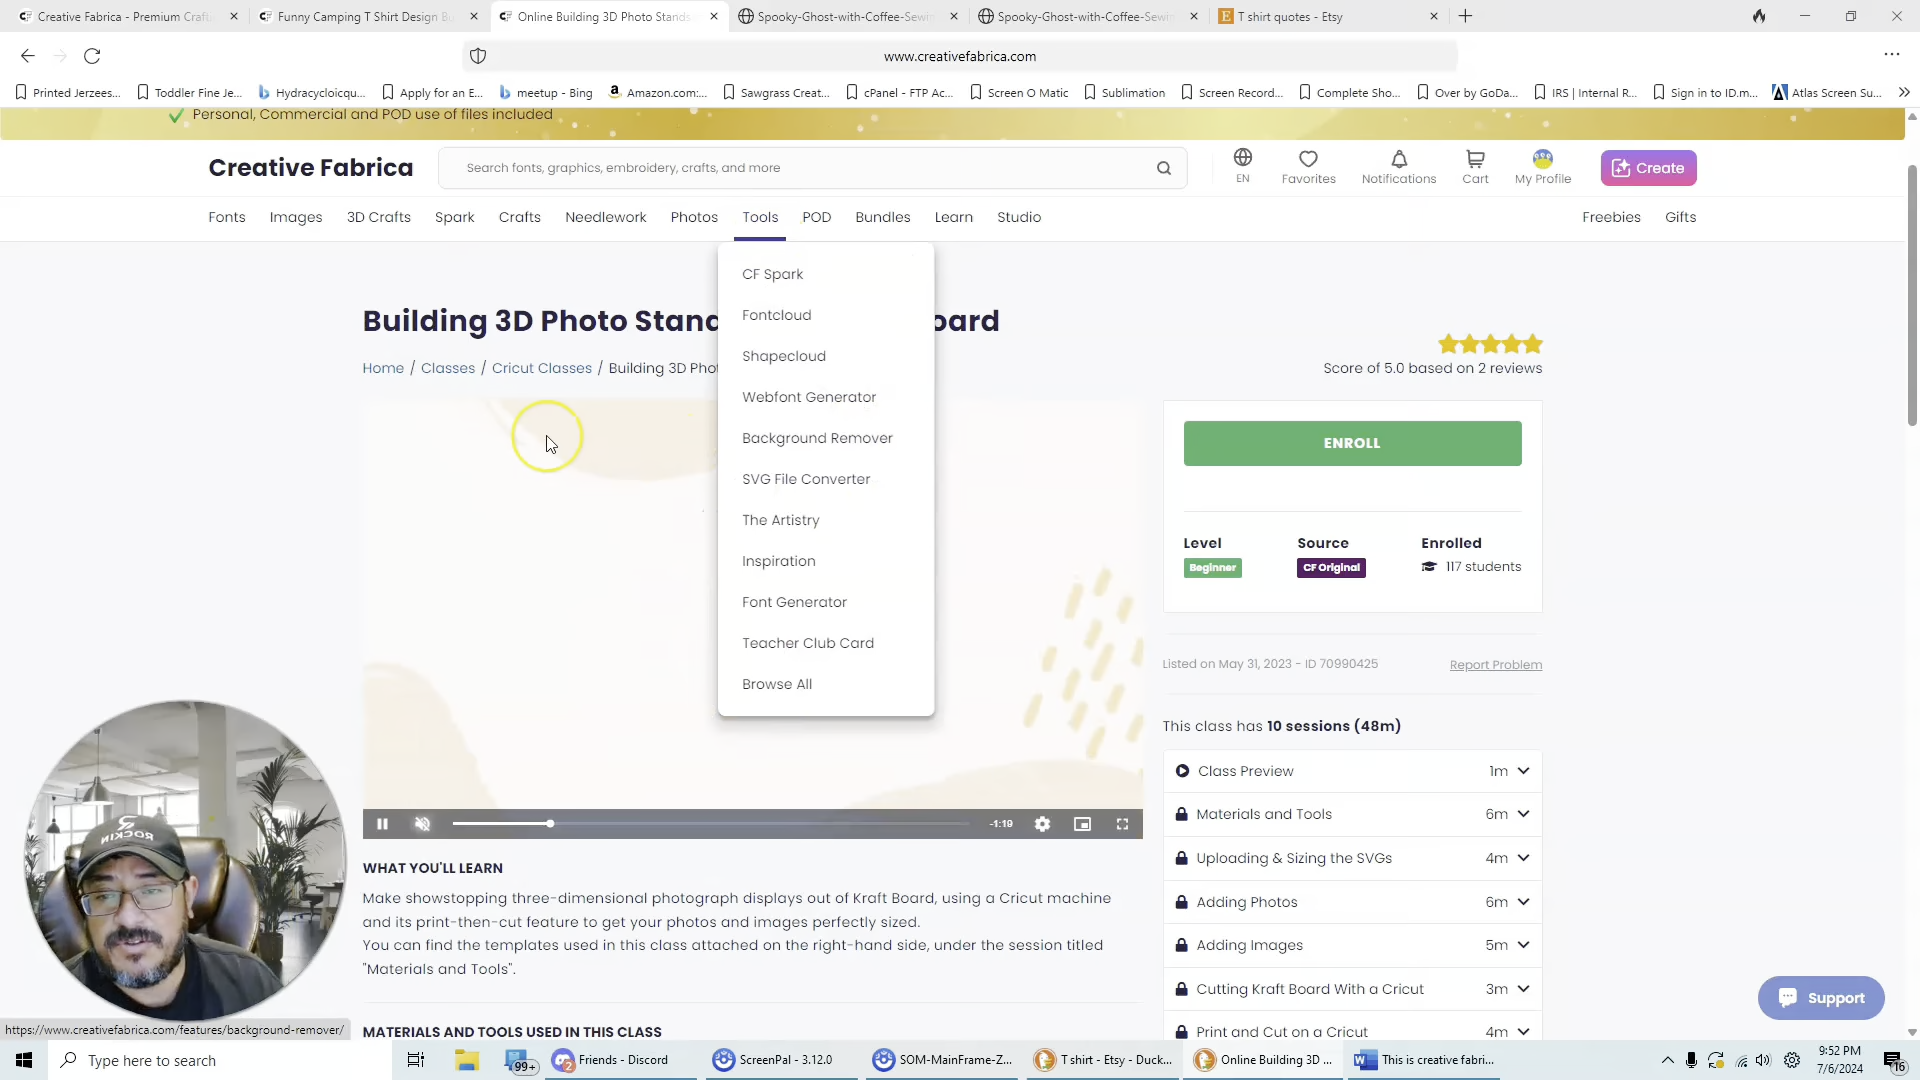 Creative Fabrica - Premium Craft
Funny Camping T Shirt Design Bu
Online Building 3D Photo Stands
Spooky-Ghost-with-Coffee-Sewin
Spooky-Ghost-with-Coffee-Sewin
T shirt quotes - Etsy
www.creativefabrica.com
Printed Jerzees...
Toddler Fine Je...
Hydracycloicqu...
Apply for an E...
meetup - Bing
Amazon.com:...
Sawgrass Creat...
cPanel - FTP Ac...
Screen O Matic
Sublimation
Screen Record...
Complete Sho...
Over by GoDa...
IRS | Internal R...
Sign in to ID.m...
Atlas Screen Su...
Personal, Commercial and POD use of files included
Creative Fabrica
Search fonts, graphics, embroidery, crafts, and more
EN
Favorites
Notifications
Cart
My Profile
Create
Fonts
Images
3D Crafts
Spark
Crafts
Needlework
Photos
Tools
POD
Bundles
Learn
Studio
Freebies
Gifts
CF Spark
Fontcloud
Shapecloud
Webfont Generator
Background Remover
SVG File Converter
The Artistry
Inspiration
Font Generator
Teacher Club Card
Browse All
Building 3D Photo Stand oard
Home / Classes / Cricut Classes / Building 3D Phot
Score of 5.0 based on 2 reviews
ENROLL
Level
Beginner
Source
CF Original
Enrolled
117 students
Listed on May 31, 2023 - ID 70990425
Report Problem
This class has 10 sessions (48m)
Class Preview 1m
Materials and Tools 6m
Uploading & Sizing the SVGs 4m
Adding Photos 6m
Adding Images 5m
Cutting Kraft Board With a Cricut 3m
Print and Cut on a Cricut 4m
-1:19
WHAT YOU'LL LEARN
Make showstopping three-dimensional photograph displays out of Kraft Board, using a Cricut machine
and its print-then-cut feature to get your photos and images perfectly sized.
You can find the templates used in this class attached on the right-hand side, under the session titled
"Materials and Tools".
MATERIALS AND TOOLS USED IN THIS CLASS
Support
https://www.creativefabrica.com/features/background-remover/
Type here to search
99+
2
Friends - Discord
ScreenPal - 3.12.0
SOM-MainFrame-Z...
T shirt - Etsy - Duck...
Online Building 3D ...
This is creative fabri...
9:52 PM
7/6/2024
16